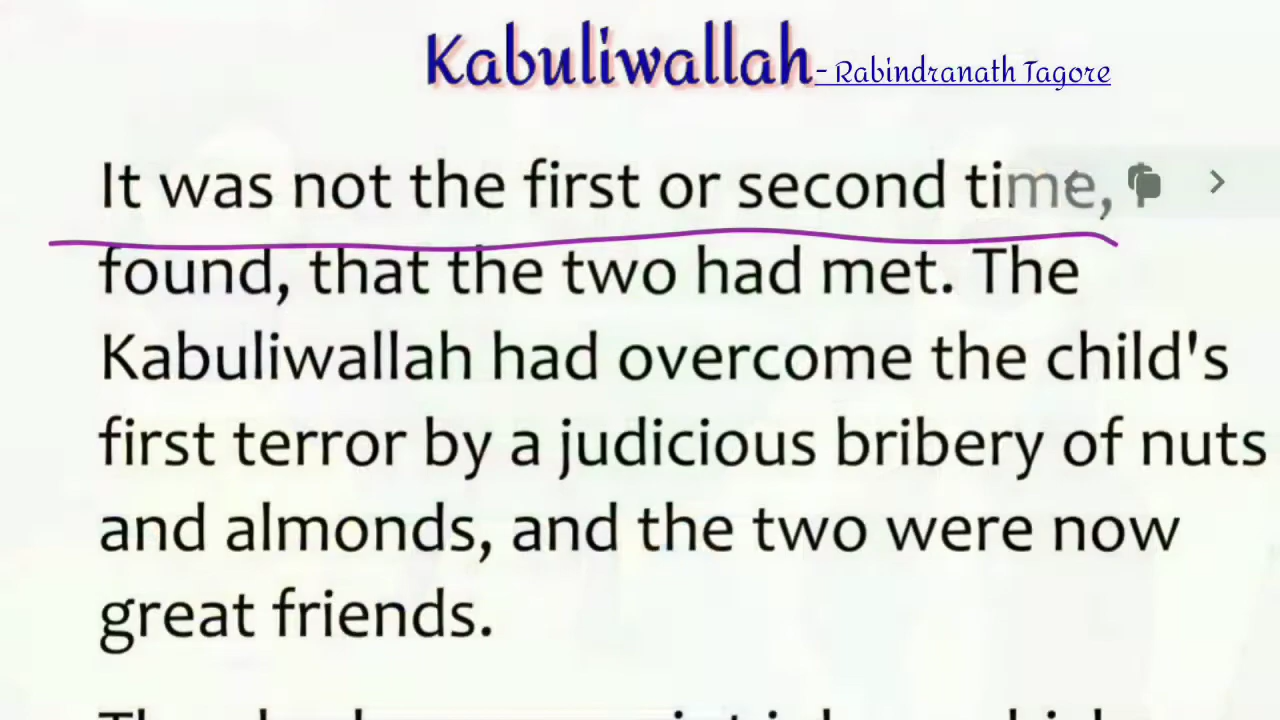 Kabuliwallah - Rabindranath Tagore
It was not the first or second time,
found, that the two had met. The
Kabuliwallah had overcome the child's
first terror by a judicious bribery of nuts
and almonds, and the two were now
great friends.